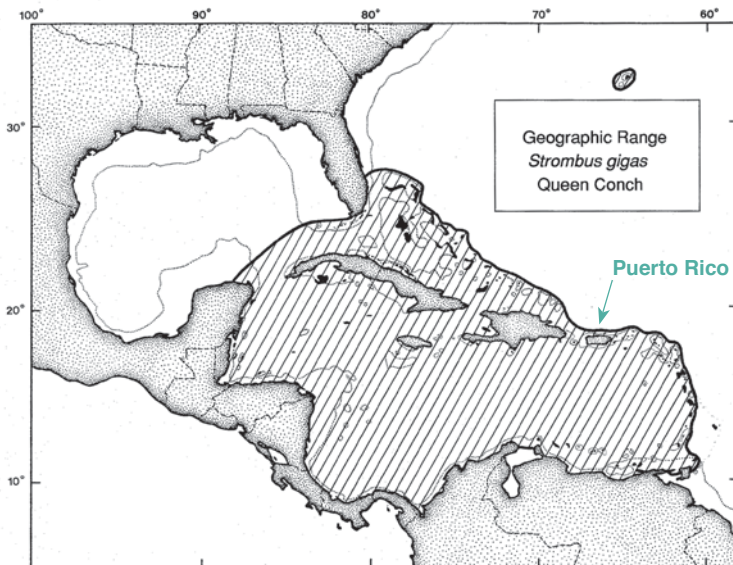 100°
90°
80°
70°
60°
30°
Geographic Range
Strombus gigas
Queen Conch
Puerto Rico
20°
10°